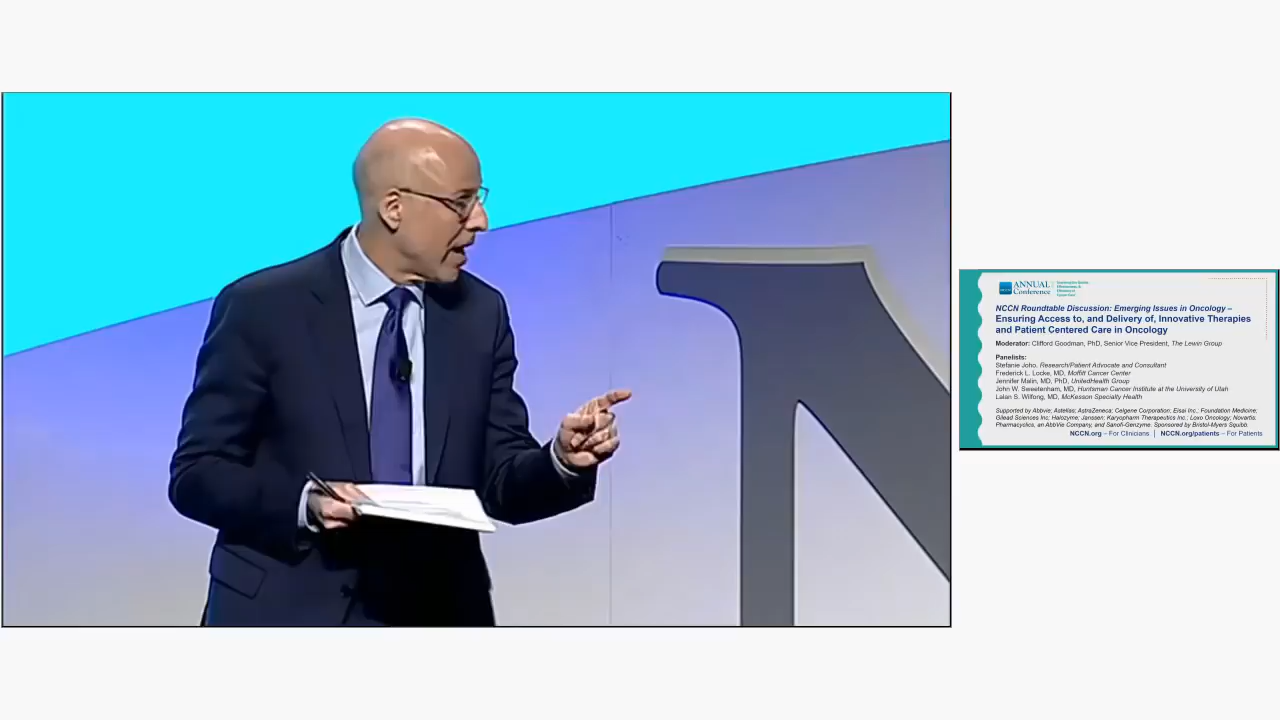 N
ANNUAL
Conference
NCCN Roundtable Discussion: Emerging Issues in Oncology –
Ensuring Access to, and Delivery of, Innovative Therapies
and Patient Centered Care in Oncology
Moderator: Clifford Goodman, PhD, Senior Vice President, The Lewin Group
Panelists:
Stefanie Joho, Research/Patient Advocate and Consultant
Frederick L. Locke, MD, Moffitt Cancer Center
Jennifer Malin, MD, PhD, UnitedHealth Group
John W. Sweetenham, MD, Huntsman Cancer Institute at the University of Utah
Lalan S. Wilfong, MD, McKesson Specialty Health
Supported by Abbvie; Astellas; AstraZeneca; Celgene Corporation; Eisai Inc.; Foundation Medicine;
Gilead Sciences Inc; Halozyme; Janssen; Karyopharm Therapeutics Inc.; Loxo Oncology; Novartis;
Pharmacyclics, an AbbVie Company, and Sanofi-Genzyme. Sponsored by Bristol-Myers Squibb.
NCCN.org – For Clinicians | NCCN.org/patients – For Patients